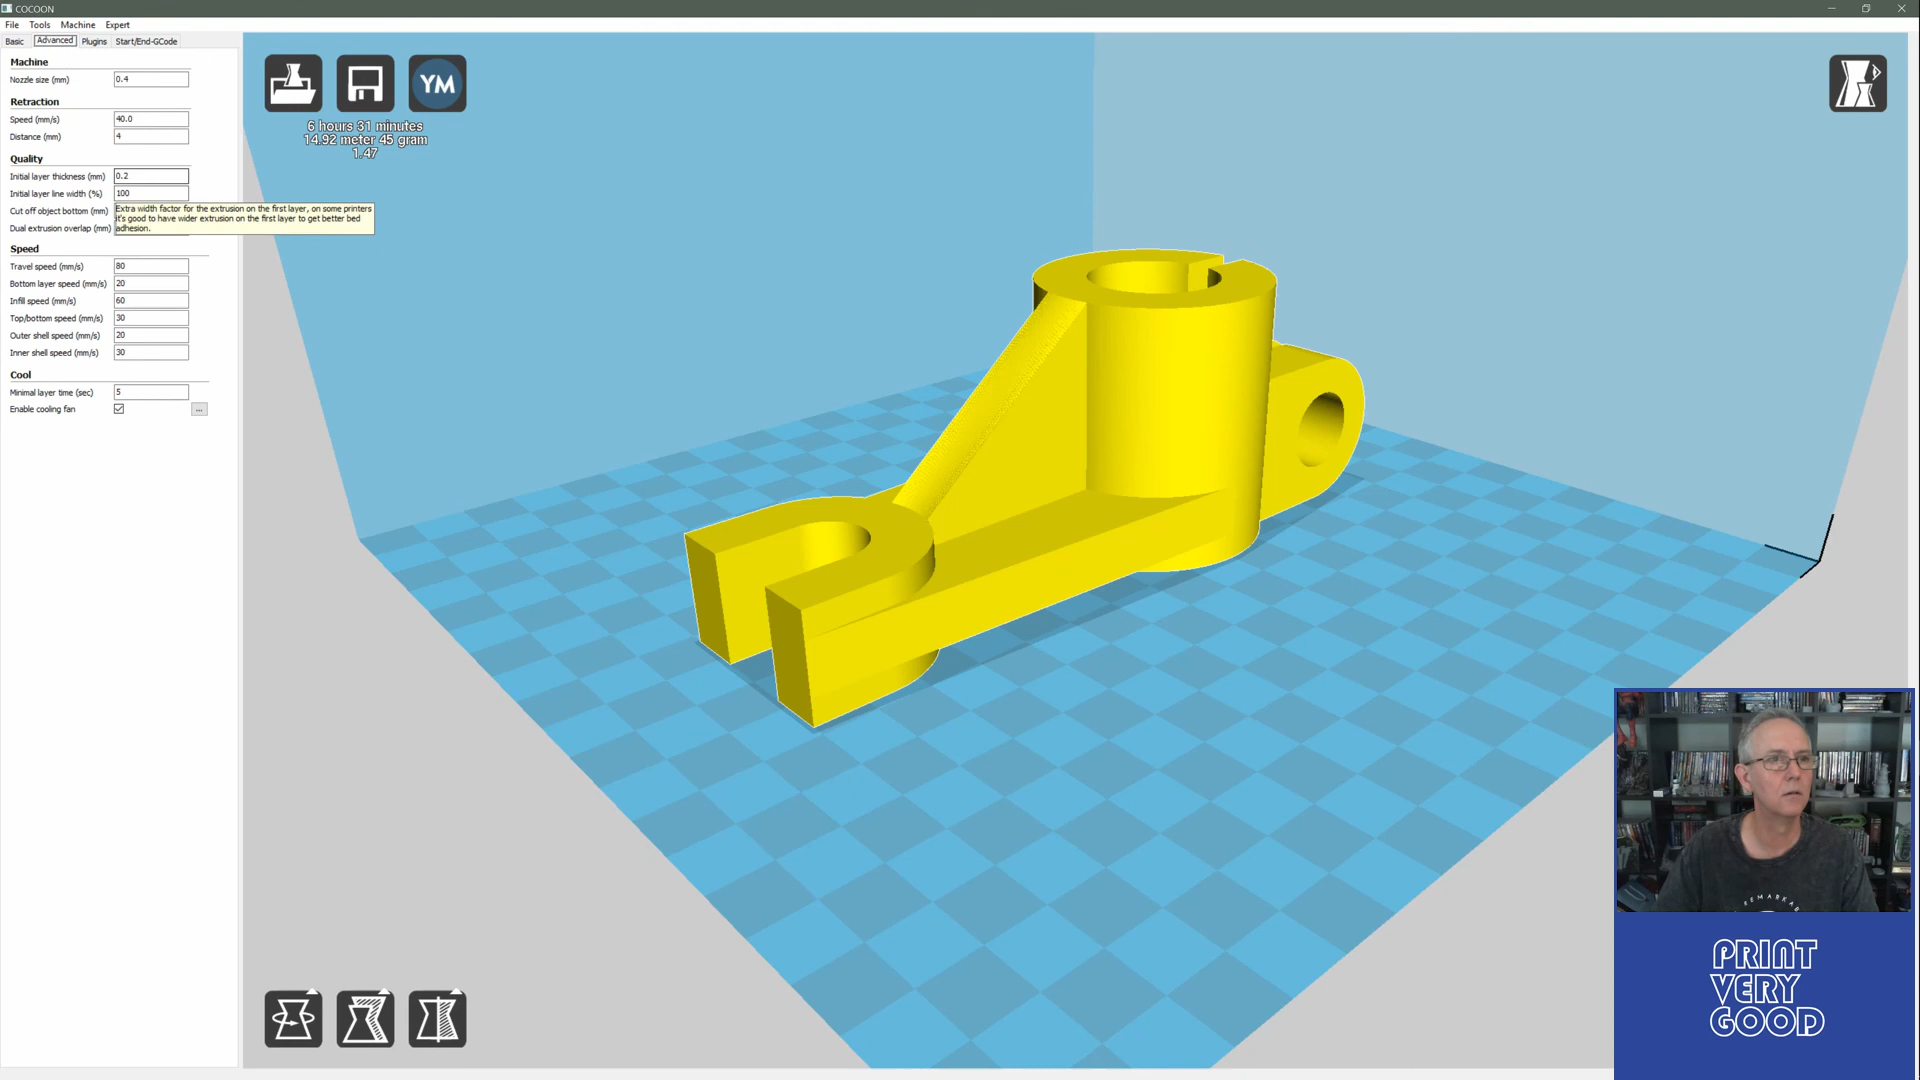 COCOON
File Tools Machine Expert
Basic Advanced Plugins Start/End-GCode
Machine
Nozzle size (mm) 0.4
Retraction
Speed (mm/s) 40.0
Distance (mm) 4
Quality
Initial layer thickness (mm) 0.2
Initial layer line width (%) 100
Cut off object bottom (mm)
Dual extrusion overlap (mm)
Extra width factor for the extrusion on the first layer, on some printers
it's good to have wider extrusion on the first layer to get better bed
adhesion.
Speed
Travel speed (mm/s) 80
Bottom layer speed (mm/s) 20
Infill speed (mm/s) 60
Top/bottom speed (mm/s) 30
Outer shell speed (mm/s) 20
Inner shell speed (mm/s) 30
Cool
Minimal layer time (sec) 5
Enable cooling fan ...
YM
6 hours 31 minutes
14.92 meter 45 gram
1.47
PRINT
VERY
GOOD